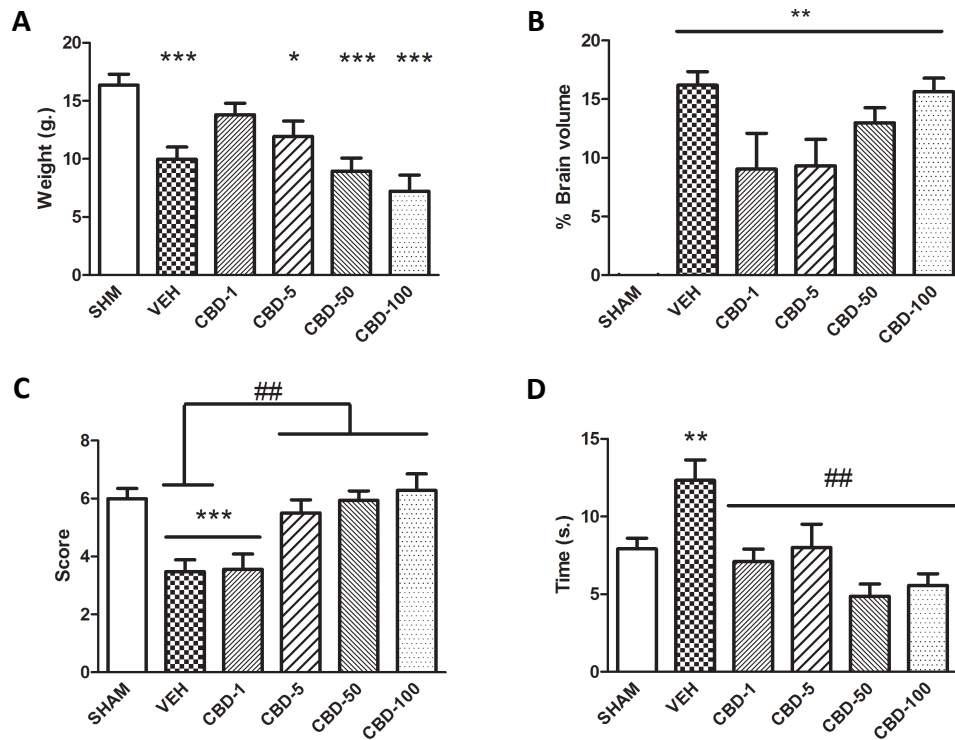 A
Weight (g.)
20
15
10
5
0
*** * *** ***
SHM VEH CBD-1 CBD-5 CBD-50 CBD-100
B
% Brain volume
20
15
10
5
0
**
SHAM VEH CBD-1 CBD-5 CBD-50 CBD-100
C
Score
8
6
4
2
0
##
***
SHAM VEH CBD-1 CBD-5 CBD-50 CBD-100
D
Time (s.)
15
10
5
0
**
##
SHAM VEH CBD-1 CBD-5 CBD-50 CBD-100